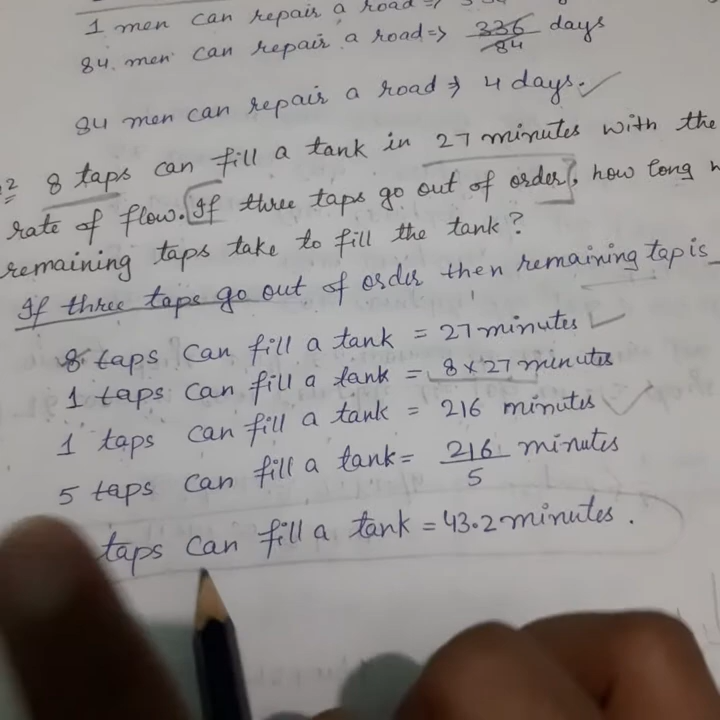 1 men can repair a road ⇒
84 men can repair a road ⇒ 336/84 days
84 men can repair a road ⇒ 4 days.
2 8 taps can fill a tank in 27 minutes with the
rate of flow. If three taps go out of order, how long
remaining taps take to fill the tank?
If three taps go out of order then remaining tap is
8 taps can fill a tank = 27 minutes
1 taps can fill a tank = 8 × 27 minutes
1 taps can fill a tank = 216 minutes
5 taps can fill a tank = 216/5 minutes
taps can fill a tank = 43.2 minutes.